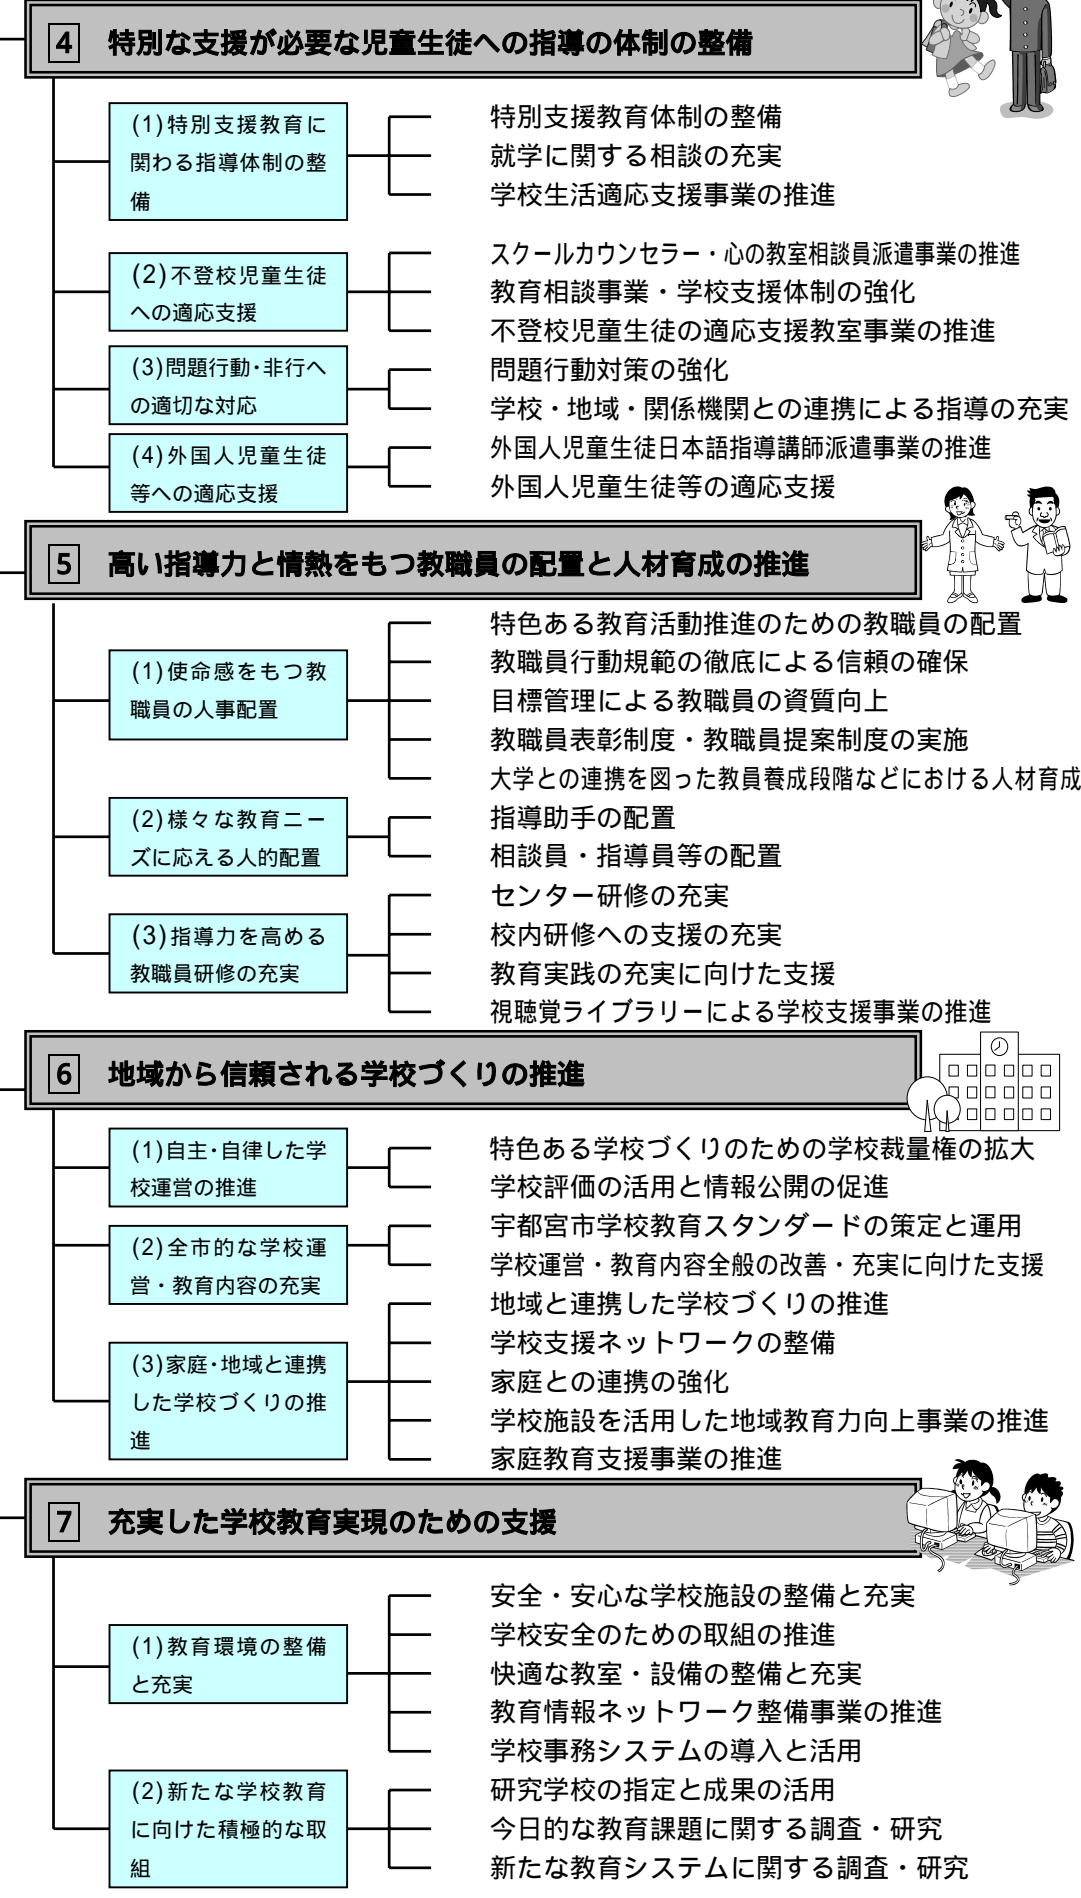 4 特別な支援が必要な児童生徒への指導の体制の整備
(1)特別支援教育に
関わる指導体制の整
備
特別支援教育体制の整備
就学に関する相談の充実
学校生活適応支援事業の推進
(2)不登校児童生徒
への適応支援
スクールカウンセラー・心の教室相談員派遣事業の推進
教育相談事業・学校支援体制の強化
不登校児童生徒の適応支援教室事業の推進
(3)問題行動・非行へ
の適切な対応
問題行動対策の強化
学校・地域・関係機関との連携による指導の充実
(4)外国人児童生徒
等への適応支援
外国人児童生徒日本語指導講師派遣事業の推進
外国人児童生徒等の適応支援
5 高い指導力と情熱をもつ教職員の配置と人材育成の推進
(1)使命感をもつ教
職員の人事配置
特色ある教育活動推進のための教職員の配置
教職員行動規範の徹底による信頼の確保
目標管理による教職員の資質向上
教職員表彰制度・教職員提案制度の実施
大学との連携を図った教員養成段階などにおける人材育成
(2)様々な教育ニー
ズに応える人的配置
指導助手の配置
相談員・指導員等の配置
(3)指導力を高める
教職員研修の充実
センター研修の充実
校内研修への支援の充実
教育実践の充実に向けた支援
視聴覚ライブラリーによる学校支援事業の推進
6 地域から信頼される学校づくりの推進
(1)自主・自律した学
校運営の推進
特色ある学校づくりのための学校裁量権の拡大
学校評価の活用と情報公開の促進
(2)全市的な学校運
営・教育内容の充実
宇都宮市学校教育スタンダードの策定と運用
学校運営・教育内容全般の改善・充実に向けた支援
(3)家庭・地域と連携
した学校づくりの推
進
地域と連携した学校づくりの推進
学校支援ネットワークの整備
家庭との連携の強化
学校施設を活用した地域教育力向上事業の推進
家庭教育支援事業の推進
7 充実した学校教育実現のための支援
(1)教育環境の整備
と充実
安全・安心な学校施設の整備と充実
学校安全のための取組の推進
快適な教室・設備の整備と充実
教育情報ネットワーク整備事業の推進
学校事務システムの導入と活用
(2)新たな学校教育
に向けた積極的な取
組
研究学校の指定と成果の活用
今日的な教育課題に関する調査・研究
新たな教育システムに関する調査・研究